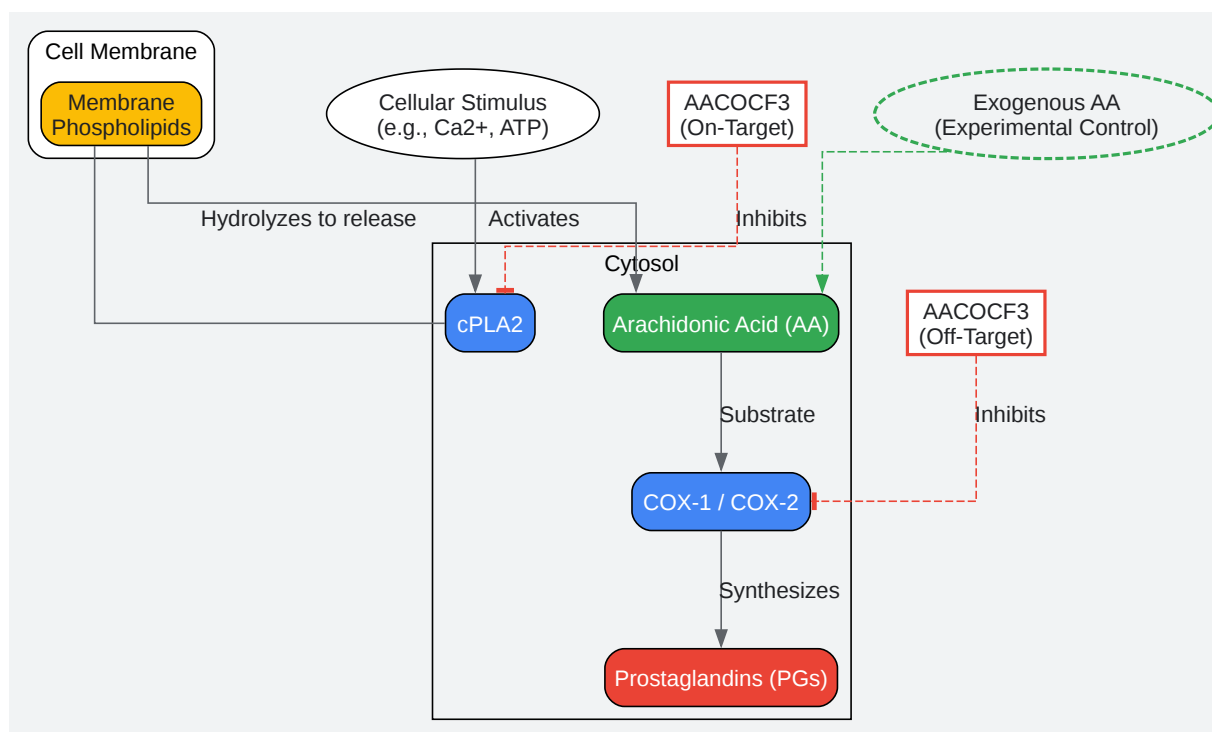 Cell Membrane
Membrane
Phospholipids
Cellular Stimulus
(e.g., Ca2+, ATP)
AACOCF3
(On-Target)
Exogenous AA
(Experimental Control)
Hydrolyzes to release
Activates
Inhibits
Cytosol
cPLA2
Arachidonic Acid (AA)
AACOCF3
(Off-Target)
Substrate
Inhibits
COX-1 / COX-2
Synthesizes
Prostaglandins (PGs)